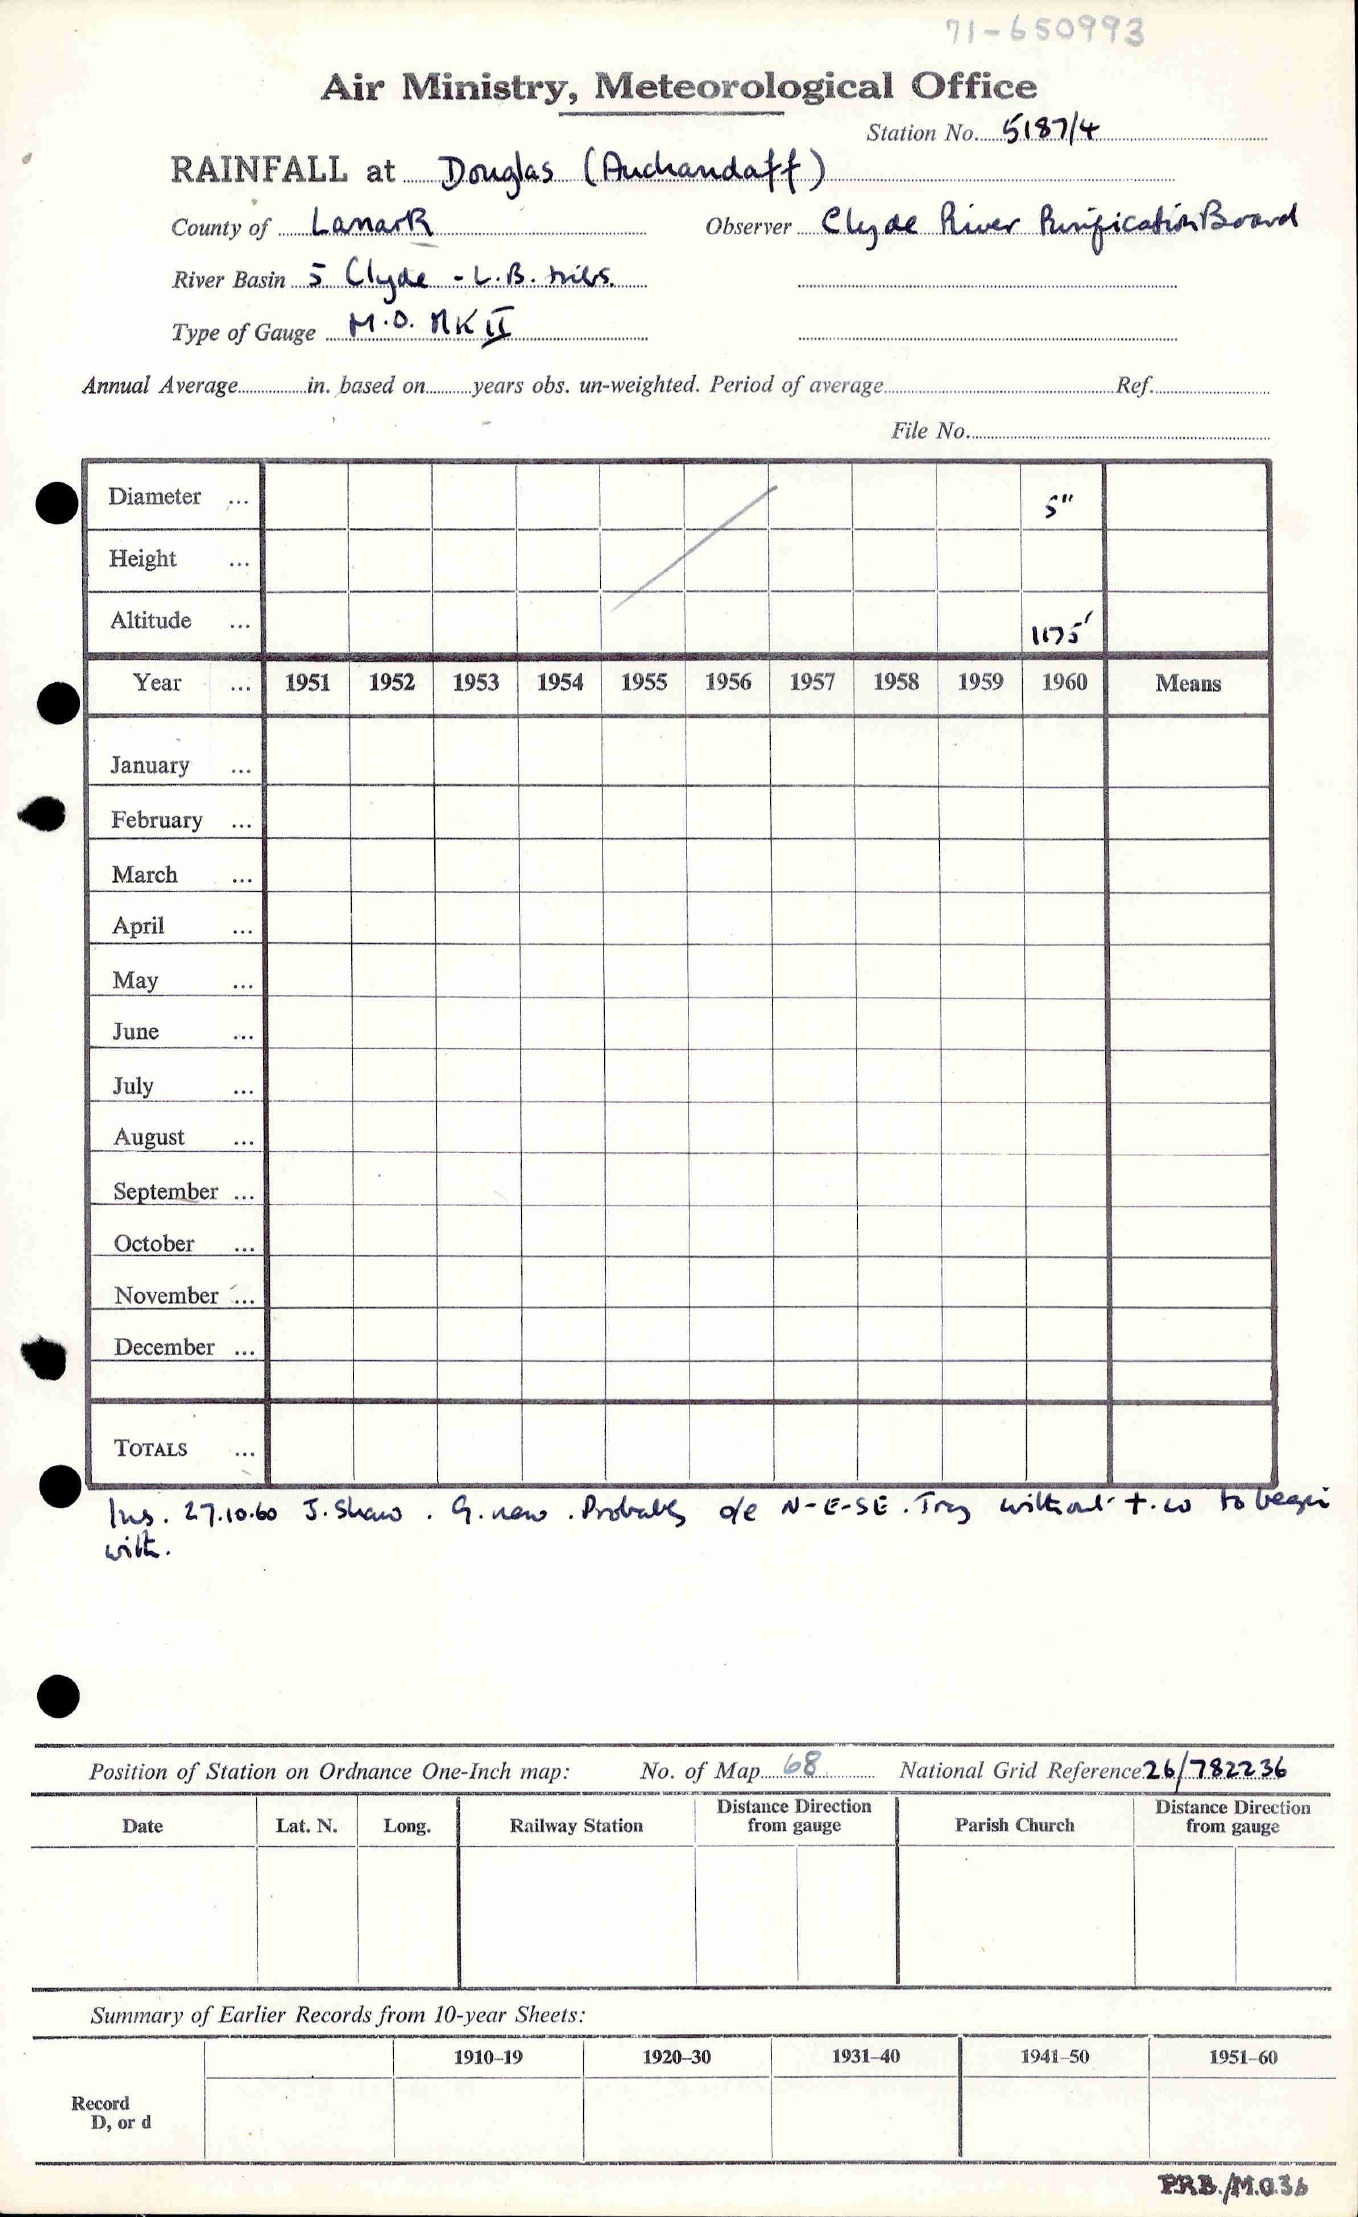 71-650993
Air Ministry, Meteorological Office
Station No. 5187/4
RAINFALL at Douglas (Auchandaff)
County of Lanark Observer Clyde River Purification Board
River Basin 5 Clyde - L.B. tribs.
Type of Gauge M.O. MK II
Annual Average in. based on years obs. un-weighted. Period of average Ref.
File No.
Diameter ... 5"
Height ...
Altitude ... 1175'
Year ... 1951 1952 1953 1954 1955 1956 1957 1958 1959 1960 Means
January ...
February ...
March ...
April ...
May ...
June ...
July ...
August ...
September ...
October ...
November ...
December ...
TOTALS ...
Ins. 27.10.60 J. Shaw. G. new. Probably o/e N-E-SE. Try without t.w to begin
with.
Position of Station on Ordnance One-Inch map: No. of Map 68 National Grid Reference 26/782236
Date Lat. N. Long. Railway Station Distance Direction from gauge Parish Church Distance Direction from gauge
Summary of Earlier Records from 10-year Sheets:
1910-19 1920-30 1931-40 1941-50 1951-60
Record
D, or d